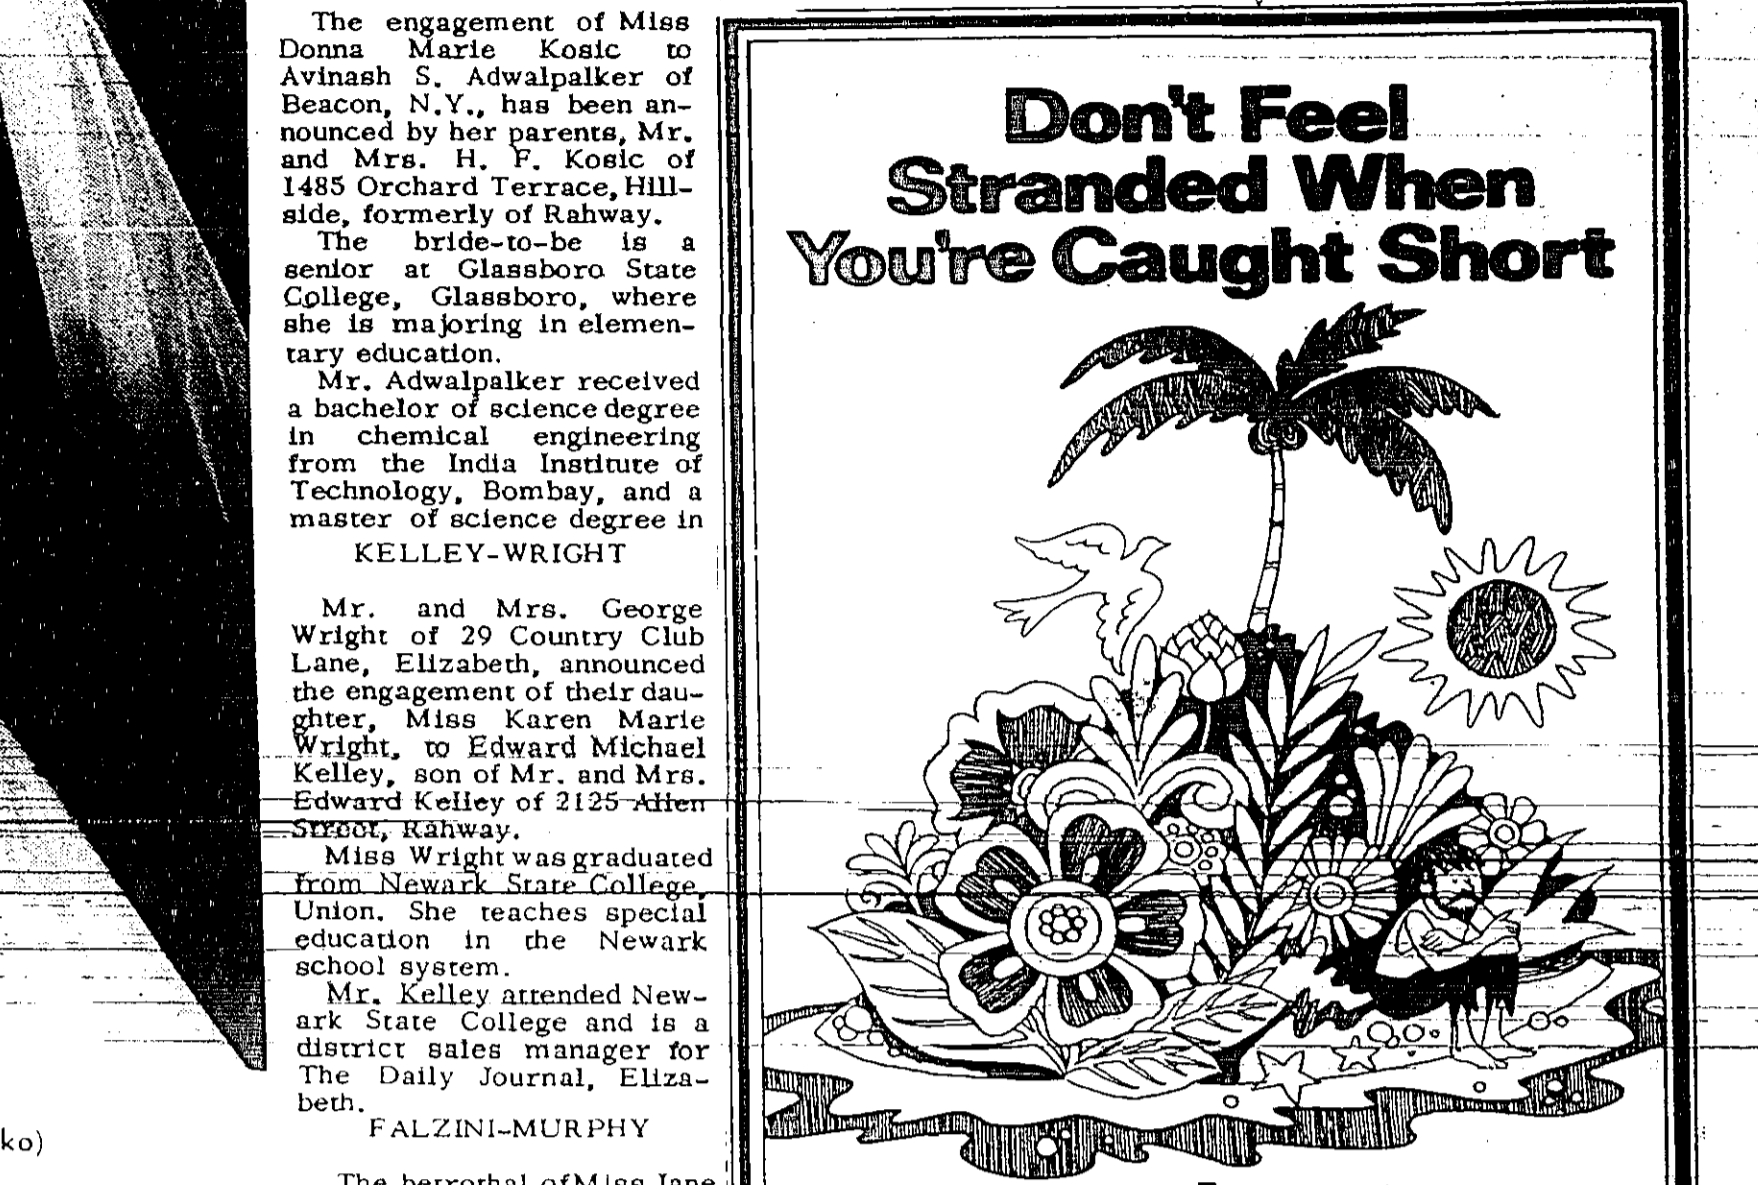 The engagement of Miss
Donna Marie Kosic to
Avinash S. Adwalpalker of
Beacon, N.Y., has been an-
nounced by her parents, Mr.
and Mrs. H. F. Kosic of
1485 Orchard Terrace, Hill-
side, formerly of Rahway.
The bride-to-be is a
senior at Glassboro State
College, Glassboro, where
she is majoring in elemen-
tary education.
Mr. Adwalpalker received
a bachelor of science degree
in chemical engineering
from the India Institute of
Technology, Bombay, and a
master of science degree in
KELLEY-WRIGHT
Mr. and Mrs. George
Wright of 29 Country Club
Lane, Elizabeth, announced
the engagement of their dau-
ghter, Miss Karen Marie
Wright, to Edward Michael
Kelley, son of Mr. and Mrs.
Edward Kelley of 2125 Allen
Street, Rahway.
Miss Wright was graduated
from Newark State College,
Union. She teaches special
education in the Newark
school system.
Mr. Kelley attended New-
ark State College and is a
district sales manager for
The Daily Journal, Eliza-
beth.
FALZINI-MURPHY
The betrothal of Miss Jane
ko)
Don't Feel
Stranded When
You're Caught Short